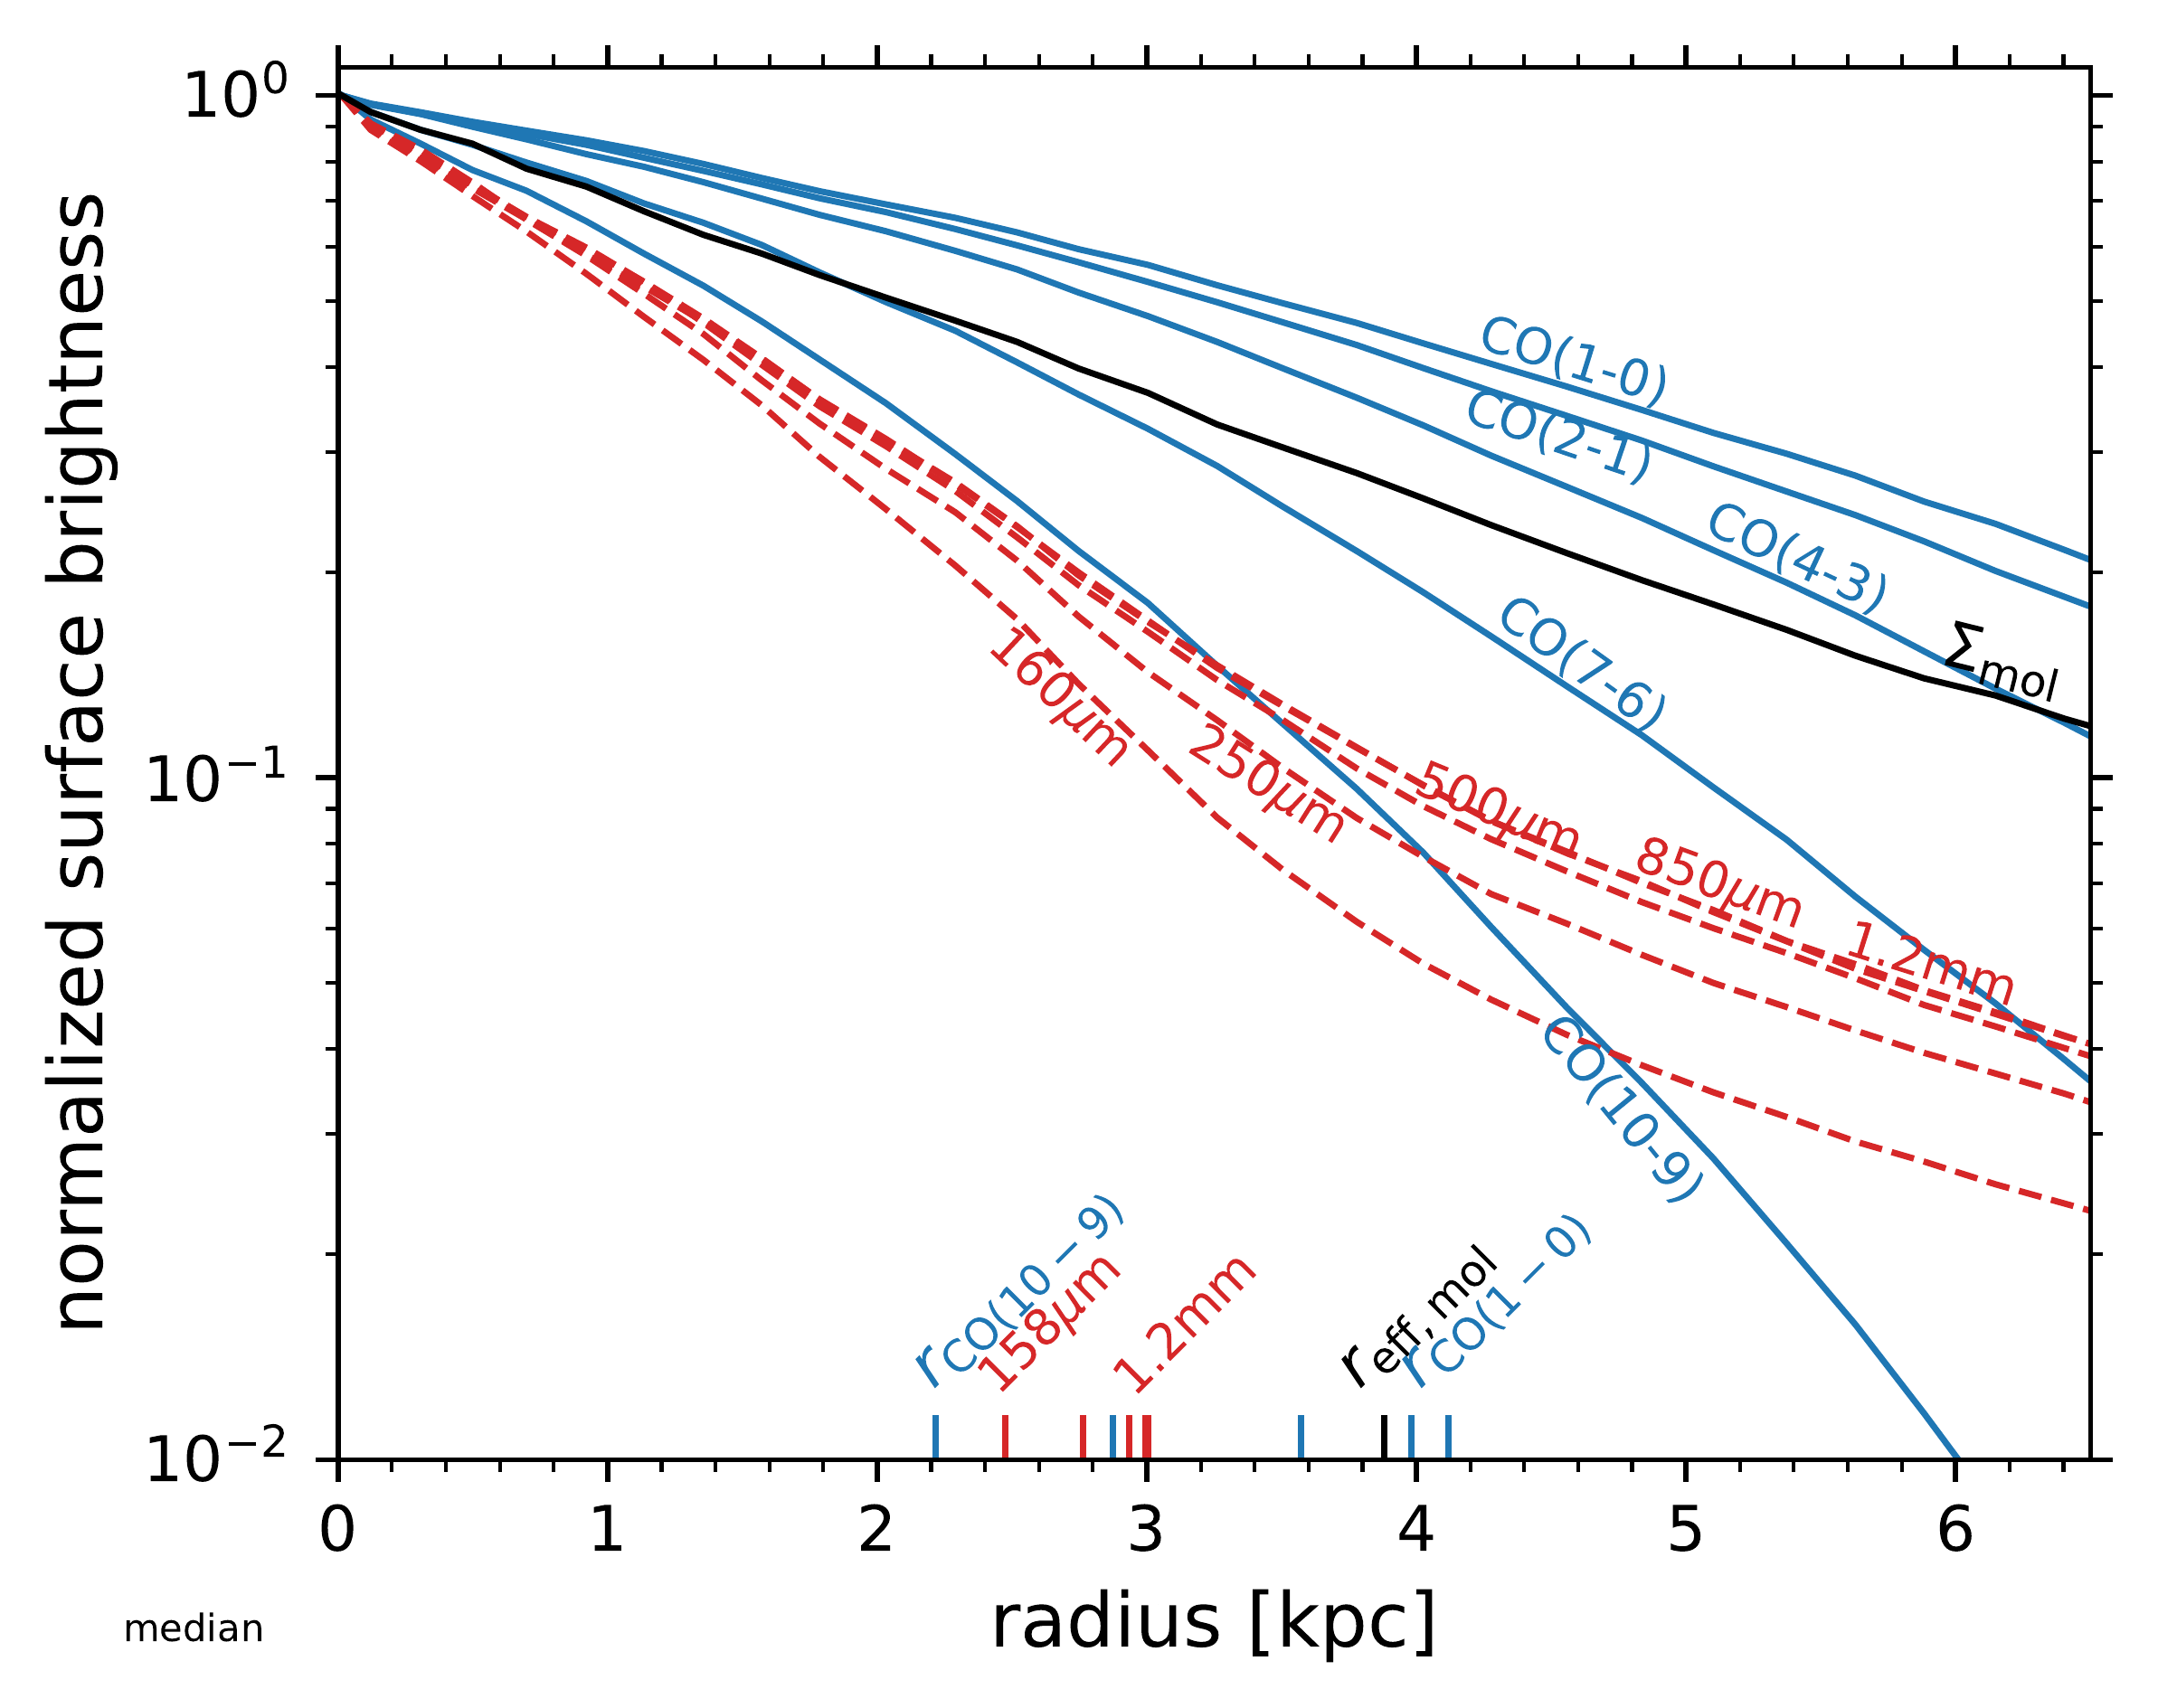 normalized surface brightness
10⁰
10⁻¹
10⁻²
CO(1-0)
CO(2-1)
CO(4-3)
Σmol
CO(7-6)
160μm
250μm
500μm
850μm
1.2mm
CO(10-9)
rCO(10−9)
158μm
1.2mm
reff,mol
rCO(1−0)
0 1 2 3 4 5 6
radius [kpc]
median